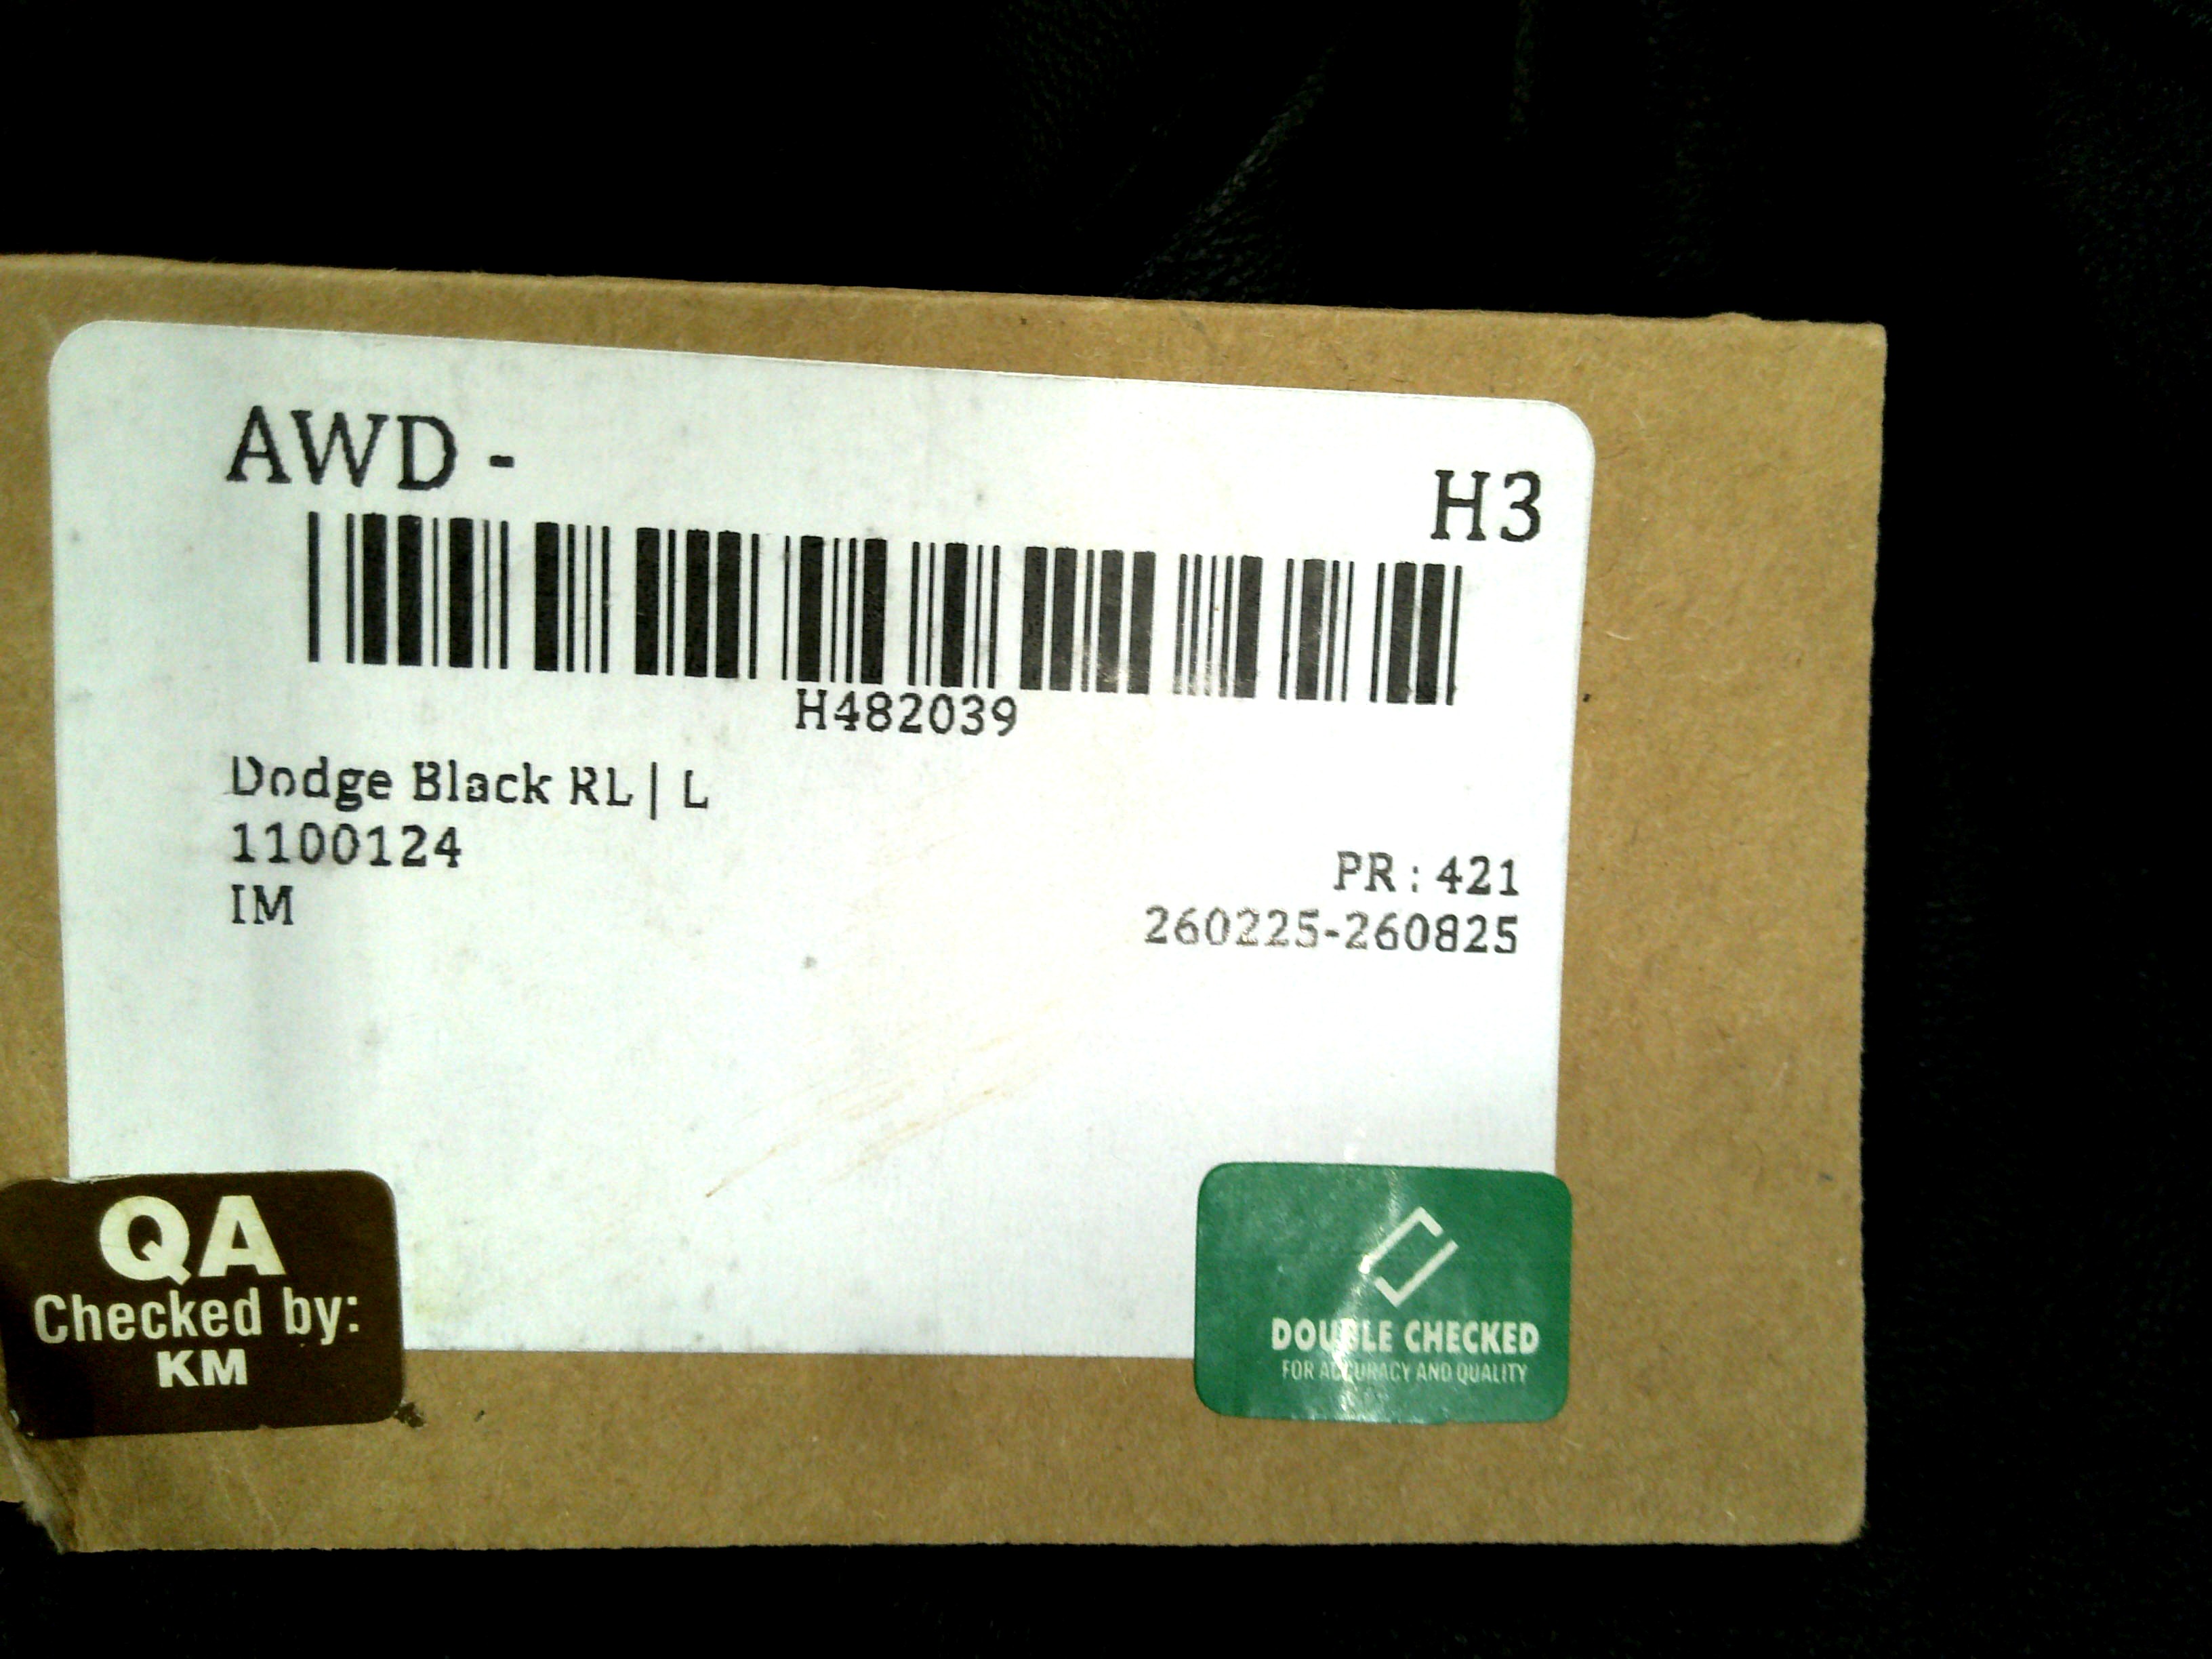 AWD -
H3
H482039
Dodge Black RL | L
1100124
PR : 421
IM
260225-260825
QA
Checked by:
KM
DOUBLE CHECKED
FOR ACCURACY AND QUALITY